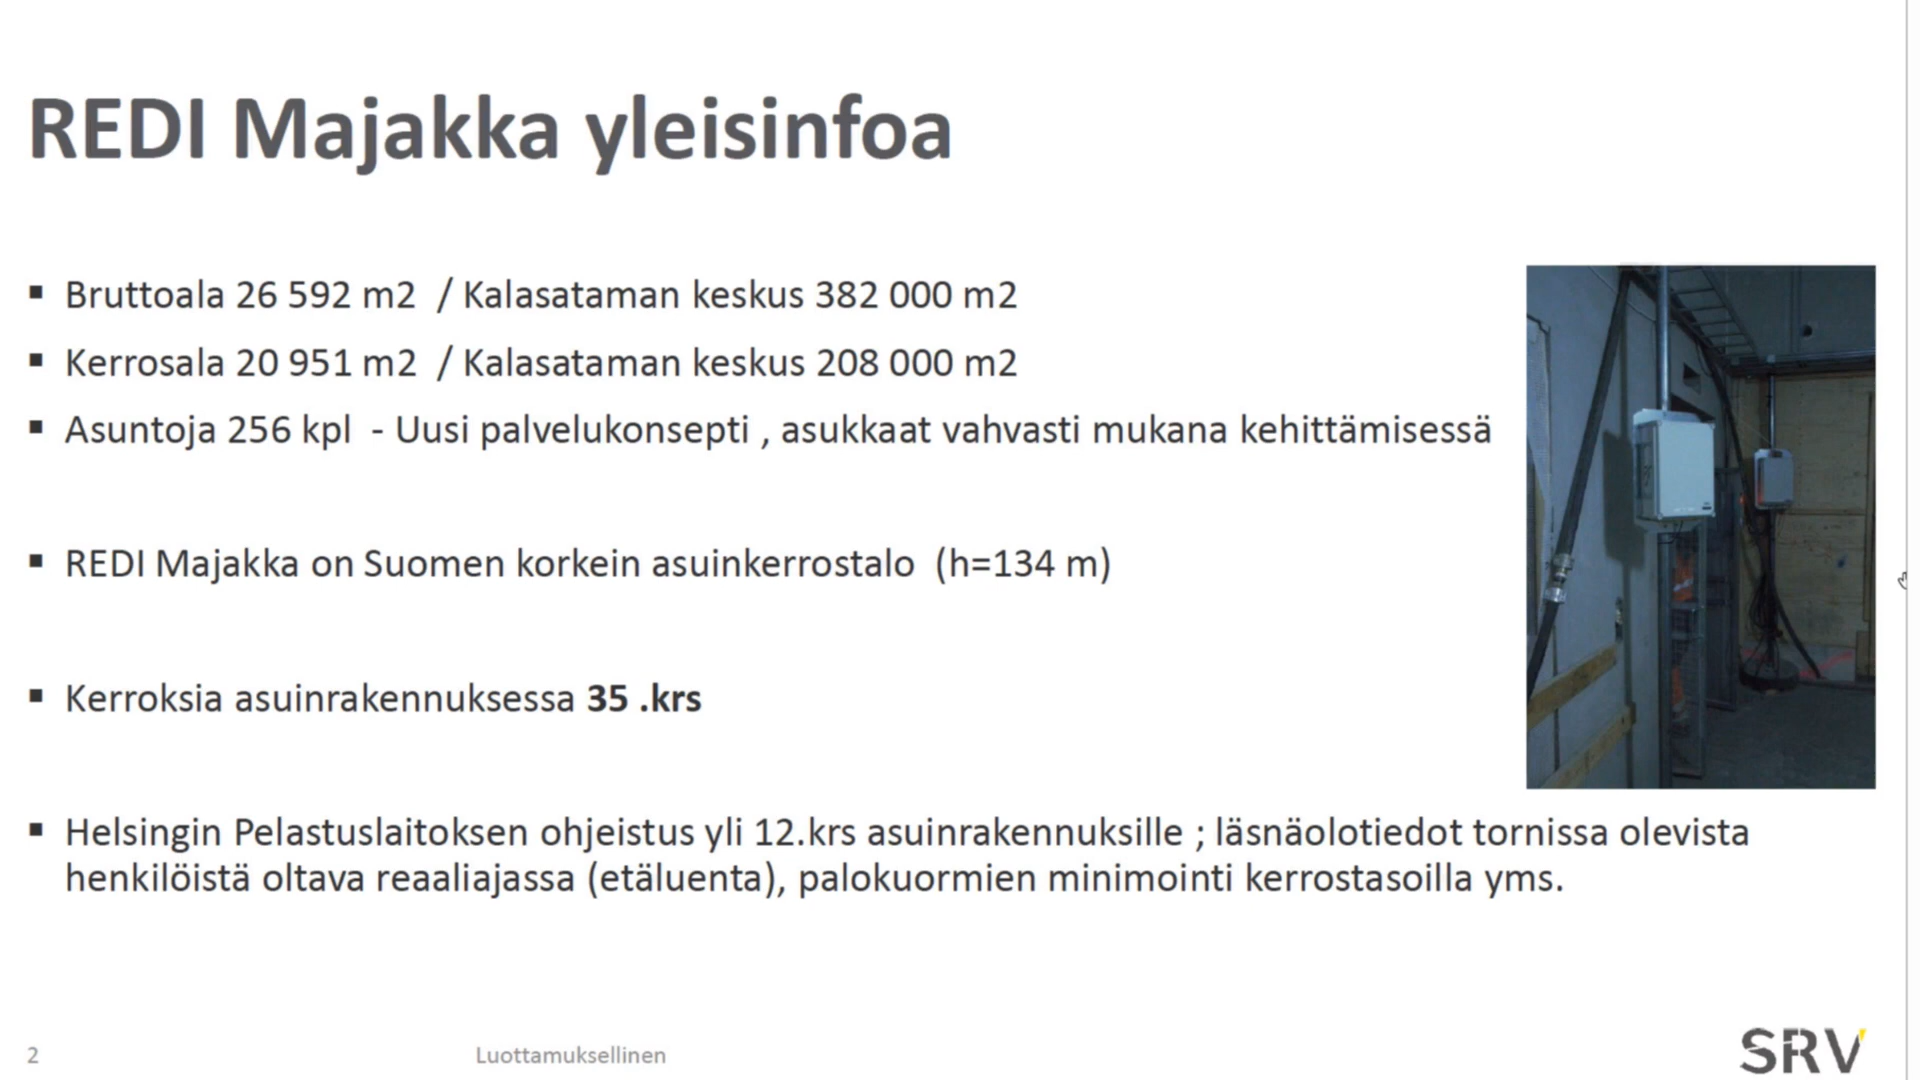 REDI Majakka yleisinfoa
▪ Bruttoala 26 592 m2 / Kalasataman keskus 382 000 m2
▪ Kerrosala 20 951 m2 / Kalasataman keskus 208 000 m2
▪ Asuntoja 256 kpl - Uusi palvelukonsepti , asukkaat vahvasti mukana kehittämisessä
▪ REDI Majakka on Suomen korkein asuinkerrostalo (h=134 m)
▪ Kerroksia asuinrakennuksessa 35 .krs
▪ Helsingin Pelastuslaitoksen ohjeistus yli 12.krs asuinrakennuksille ; läsnäolotiedot tornissa olevista
henkilöistä oltava reaaliajassa (etäluenta), palokuormien minimointi kerrostasoilla yms.
2
Luottamuksellinen
SRV